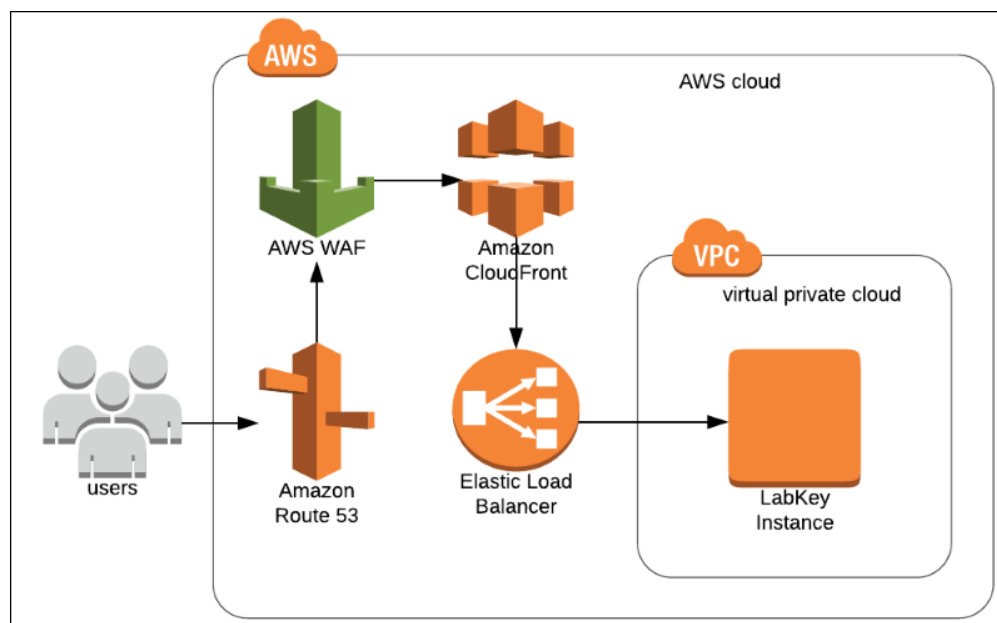 AWS
AWS cloud
AWS WAF
Amazon
CloudFront
VPC
virtual private cloud
users
Amazon
Route 53
Elastic Load
Balancer
LabKey
Instance